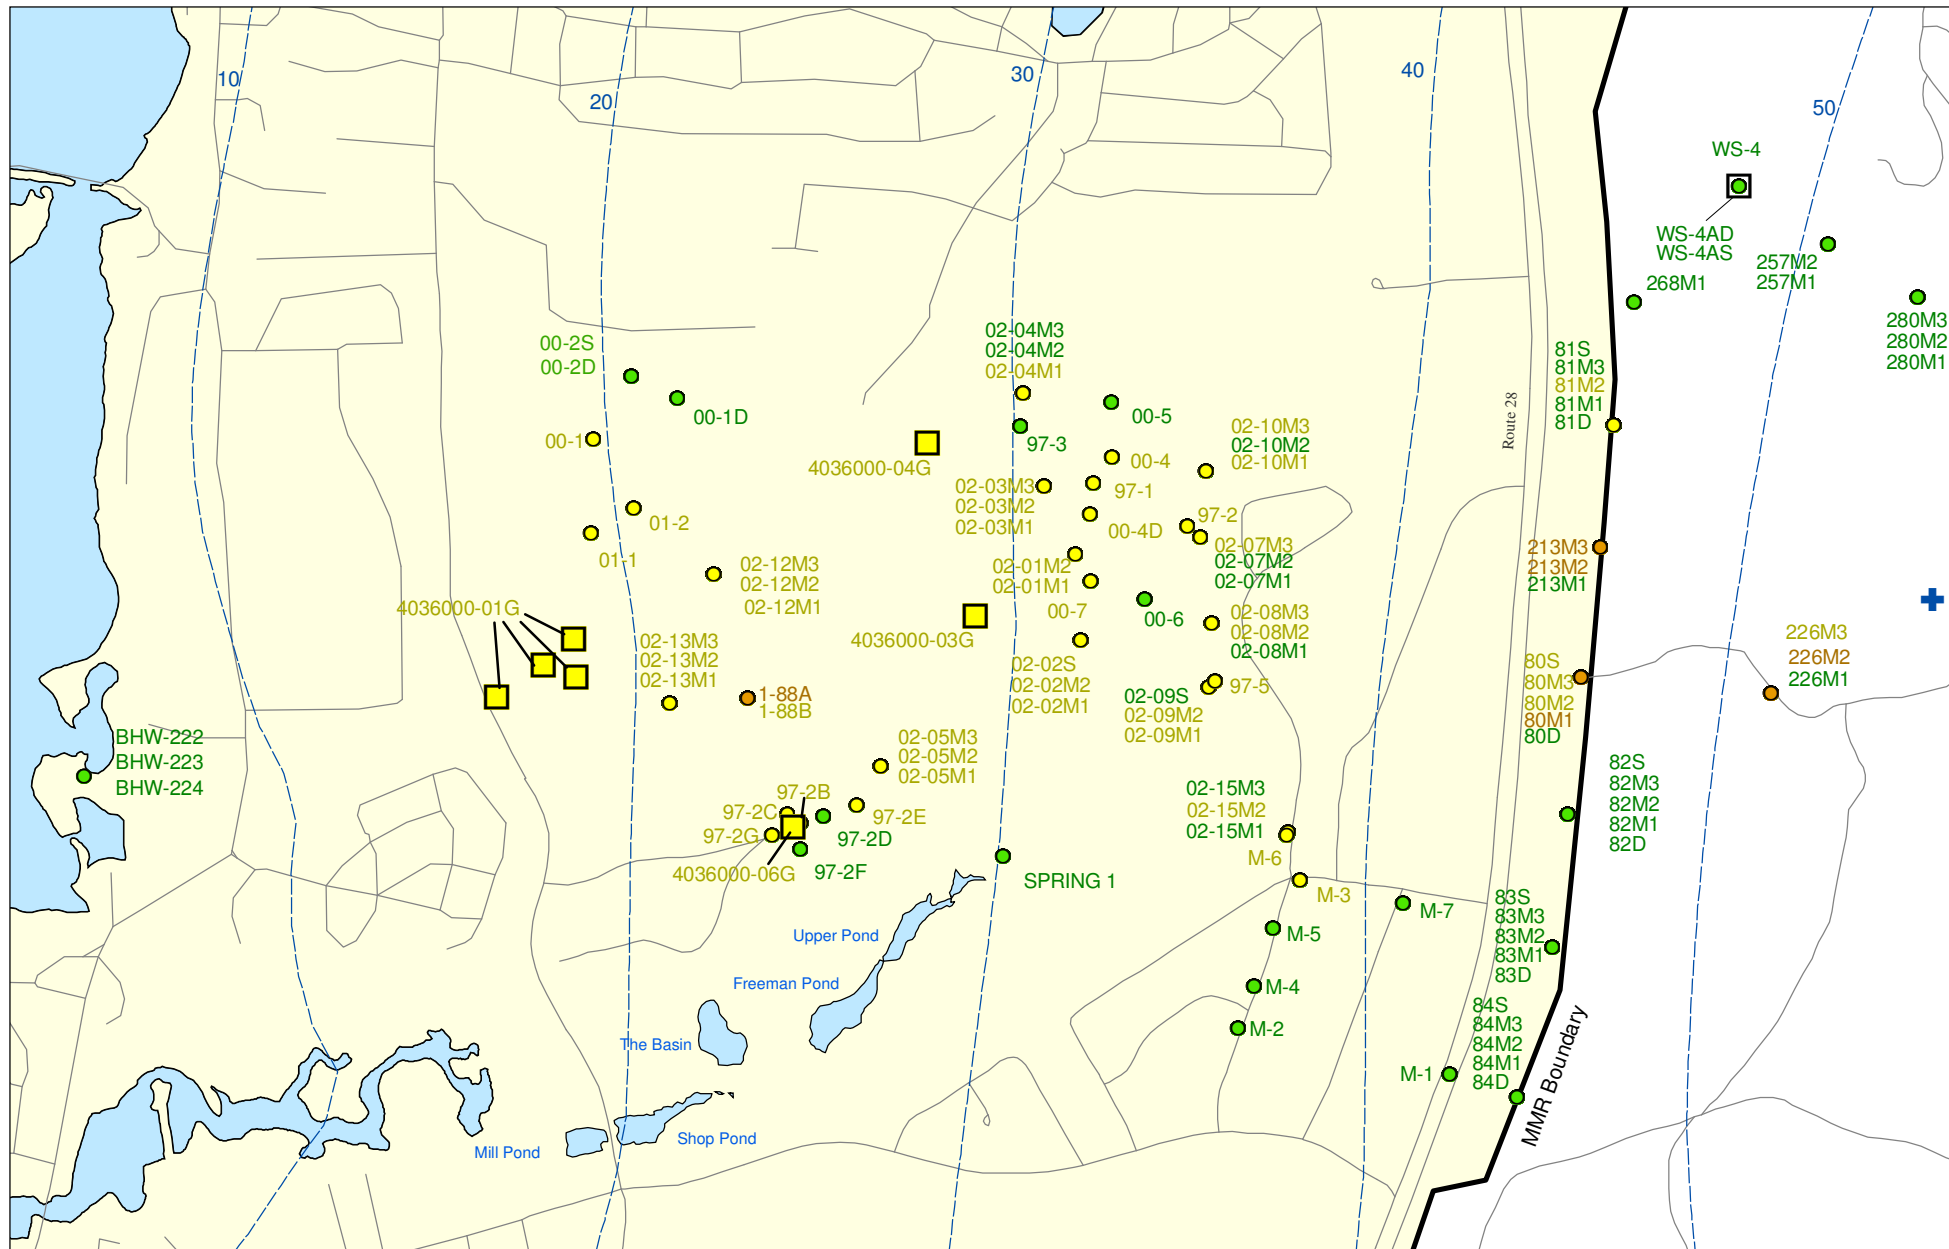 10
20
30
40
50
WS-4
WS-4AD
WS-4AS
257M2
257M1
268M1
280M3
280M2
280M1
00-2S
00-2D
00-1D
00-1
01-2
01-1
02-04M3
02-04M2
02-04M1
97-3
00-5
00-4
97-1
00-4D
4036000-04G
02-03M3
02-03M2
02-03M1
02-10M3
02-10M2
02-10M1
97-2
02-07M3
02-07M2
02-07M1
Route 28
81S
81M3
81M2
81M1
81D
213M3
213M2
213M1
02-12M3
02-12M2
02-12M1
4036000-01G
02-13M3
02-13M2
02-13M1
1-88A
1-88B
02-01M2
02-01M1
00-7
00-6
4036000-03G
02-02S
02-02M2
02-02M1
02-08M3
02-08M2
02-08M1
97-5
02-09S
02-09M2
02-09M1
80S
80M3
80M2
80M1
80D
226M3
226M2
226M1
BHW-222
BHW-223
BHW-224
02-05M3
02-05M2
02-05M1
97-2B
97-2C
97-2G
97-2E
97-2D
97-2F
4036000-06G
02-15M3
02-15M2
02-15M1
M-6
M-3
M-7
M-5
M-4
M-2
M-1
82S
82M3
82M2
82M1
82D
83S
83M3
83M2
83M1
83D
84S
84M3
84M2
84M1
84D
SPRING 1
Upper Pond
Freeman Pond
The Basin
Shop Pond
Mill Pond
MMR Boundary